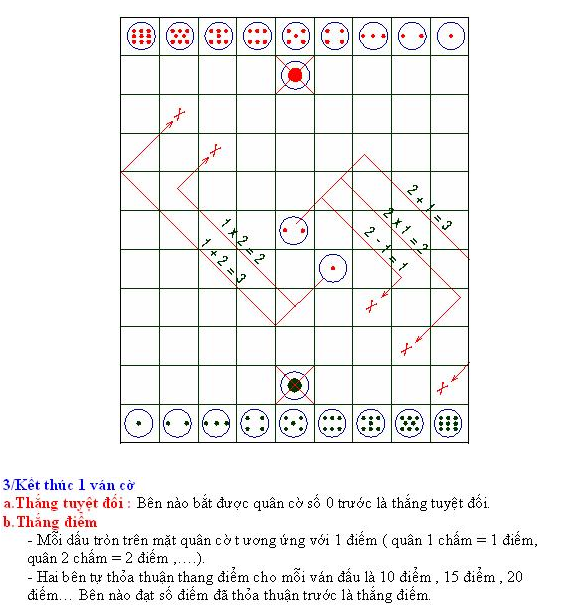 X
X
1 x 2 = 2
1 + 2 = 3
2 + 1 = 3
2 x 1 = 2
2 - 1 = 1
X
X
X
3/Kết thúc 1 ván cờ
a.Thắng tuyệt đối : Bên nào bắt được quân cờ số 0 trước là thắng tuyệt đối.
b.Thắng điểm
- Mỗi dấu tròn trên mặt quân cờ t ương ứng với 1 điểm ( quân 1 chấm = 1 điểm,
quân 2 chấm = 2 điểm ,....).
- Hai bên tự thỏa thuận thang điểm cho mỗi ván đấu là 10 điểm , 15 điểm , 20
điểm… Bên nào đạt số điểm đã thỏa thuận trước là thắng điểm.